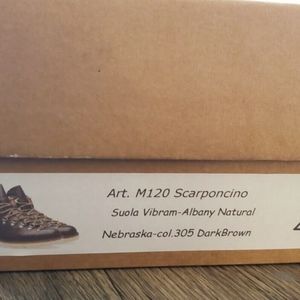 Art. M120 Scarponcino
Suola Vibram-Albany Natural
Nebraska-col.305 DarkBrown